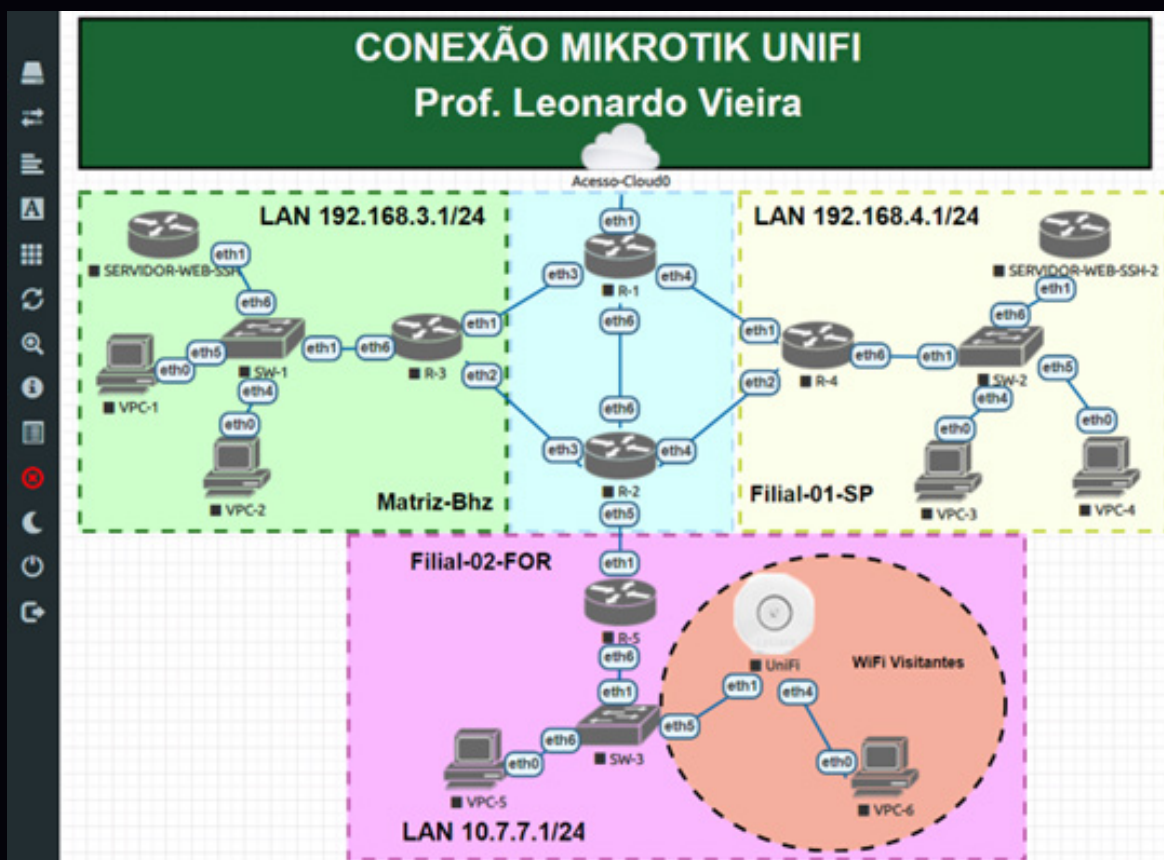 CONEXÃO MIKROTIK UNIFI
Prof. Leonardo Vieira
Acesso-Cloud0
LAN 192.168.3.1/24
eth1
SERVIDOR-WEB-SSH
eth6
eth5
eth0
SW-1
VPC-1
eth4
eth0
VPC-2
eth1
eth6
R-3
eth1
eth2
Matriz-Bhz
eth1
R-1
eth3
eth4
eth6
eth6
eth3
eth4
R-2
eth5
LAN 192.168.4.1/24
SERVIDOR-WEB-SSH-2
eth1
eth6
eth1
eth2
R-4
eth6
eth1
SW-2
eth5
eth4
eth0
eth0
VPC-3
VPC-4
Filial-01-SP
Filial-02-FOR
eth1
R-5
eth6
eth1
SW-3
eth6
eth0
VPC-5
eth5
eth1
UniFi
WiFi Visitantes
eth4
eth0
VPC-6
LAN 10.7.7.1/24
A